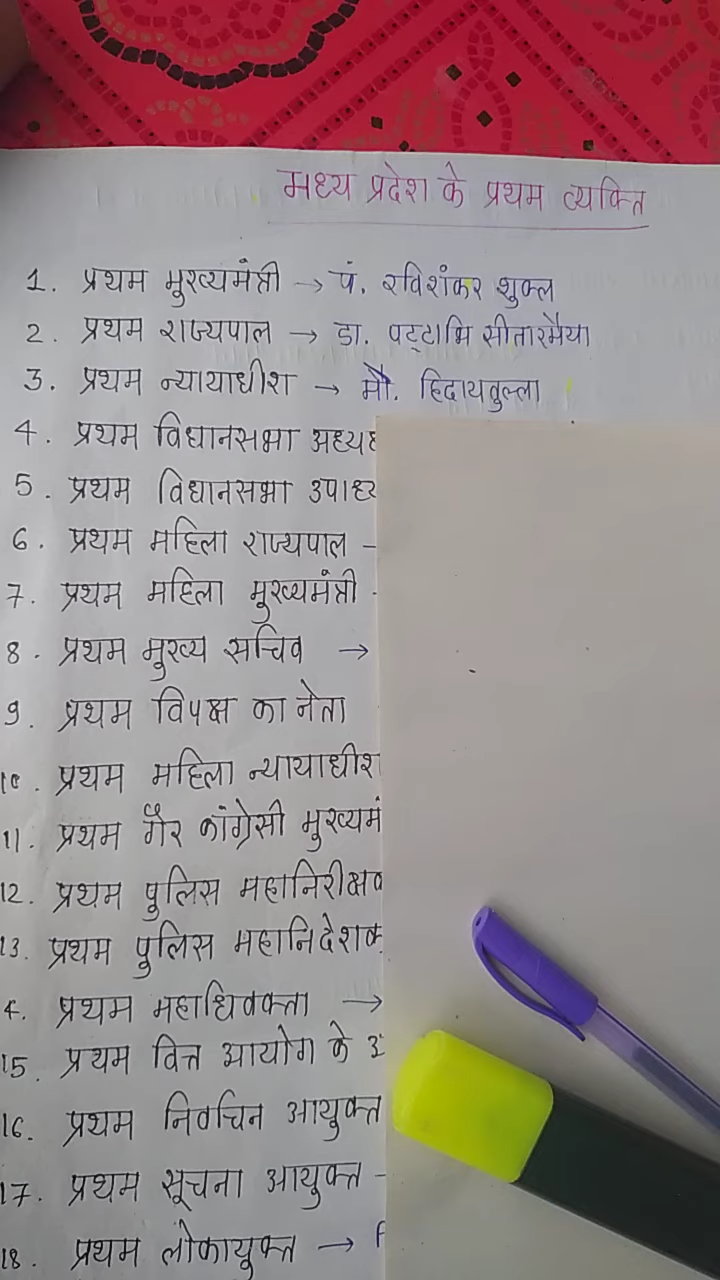 मध्य प्रदेश के प्रथम व्यक्ति
1. प्रथम मुख्यमंत्री → पं. रविशंकर शुक्ल
2. प्रथम राज्यपाल → डा. पट्टाभि सीतारमैया
3. प्रथम न्यायाधीश → मौ. हिदायतुल्ला
4. प्रथम विधानसभा
5. प्रथम विधानसभा
6. प्रथम महिला राज्यपाल -
7. प्रथम महिला मुख्यमंत्री -
8. प्रथम मुख्य सचिव →
9. प्रथम विपक्ष का नेता
10. प्रथम महिला न्यायाधीश
11. प्रथम गैर कांग्रेसी
12. प्रथम पुलिस
13. प्रथम पुलिस महानिदेशक
4. प्रथम महाधिवक्ता →
15. प्रथम वित्त आयोग के
16. प्रथम निर्वाचन आयुक्त
17. प्रथम सूचना आयुक्त -
18. प्रथम लोकायुक्त →